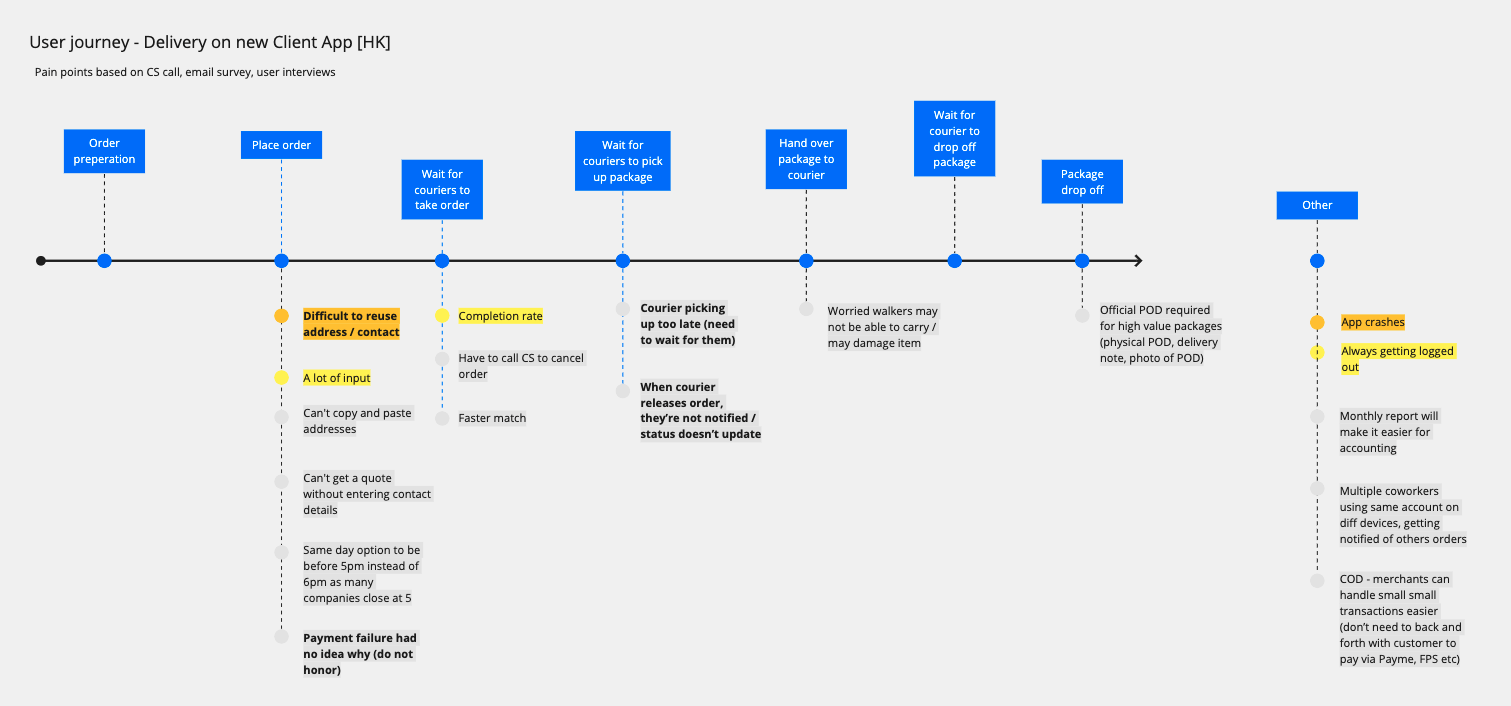 User journey - Delivery on new Client App [HK]
Pain points based on CS call, email survey, user interviews
Order
preperation
Place order
Wait for
couriers to
take order
Wait for
couriers to pick
up package
Hand over
package to
courier
Wait for
courier to
drop off
package
Package
drop off
Other
Difficult to reuse
address / contact
A lot of input
Can't copy and paste
addresses
Can't get a quote
without entering contact
details
Same day option to be
before 5pm instead of
6pm as many
companies close at 5
Payment failure had
no idea why (do not
honor)
Completion rate
Have to call CS to cancel
order
Faster match
Courier picking
up too late (need
to wait for them)
When courier
releases order,
they're not notified /
status doesn't update
Worried walkers may
not be able to carry /
may damage item
Official POD required
for high value packages
(physical POD, delivery
note, photo of POD)
App crashes
Always getting logged
out
Monthly report will
make it easier for
accounting
Multiple coworkers
using same account on
diff devices, getting
notified of others orders
COD - merchants can
handle small small
transactions easier
(don't need to back and
forth with customer to
pay via Payme, FPS etc)